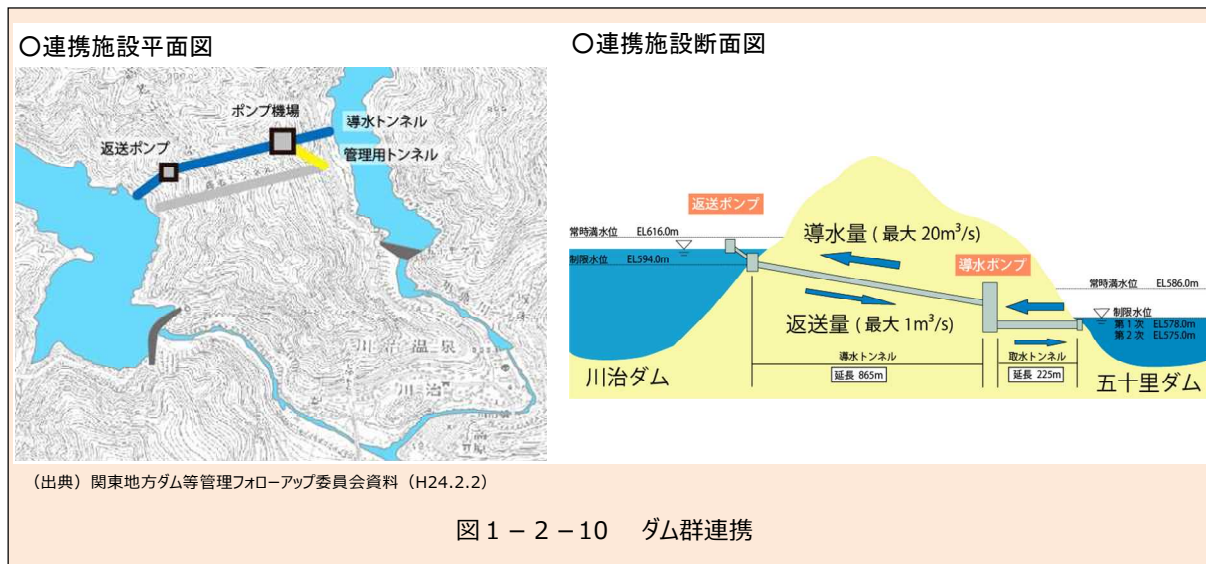 〇連携施設平面図
ポンプ機場
導水トンネル
返送ポンプ
管理用トンネル
川治温泉
川治
〇連携施設断面図
返送ポンプ
常時満水位 EL616.0m
導水量(最大 20m³/s)
制限水位 EL594.0m
導水ポンプ
常時満水位 EL586.0m
制限水位
第1次 EL578.0m
第2次 EL575.0m
返送量(最大 1m³/s)
導水トンネル
延長 865m
取水トンネル
延長 225m
川治ダム
五十里ダム
(出典)関東地方ダム等管理フォローアップ委員会資料(H24.2.2)
図1-2-10 ダム群連携